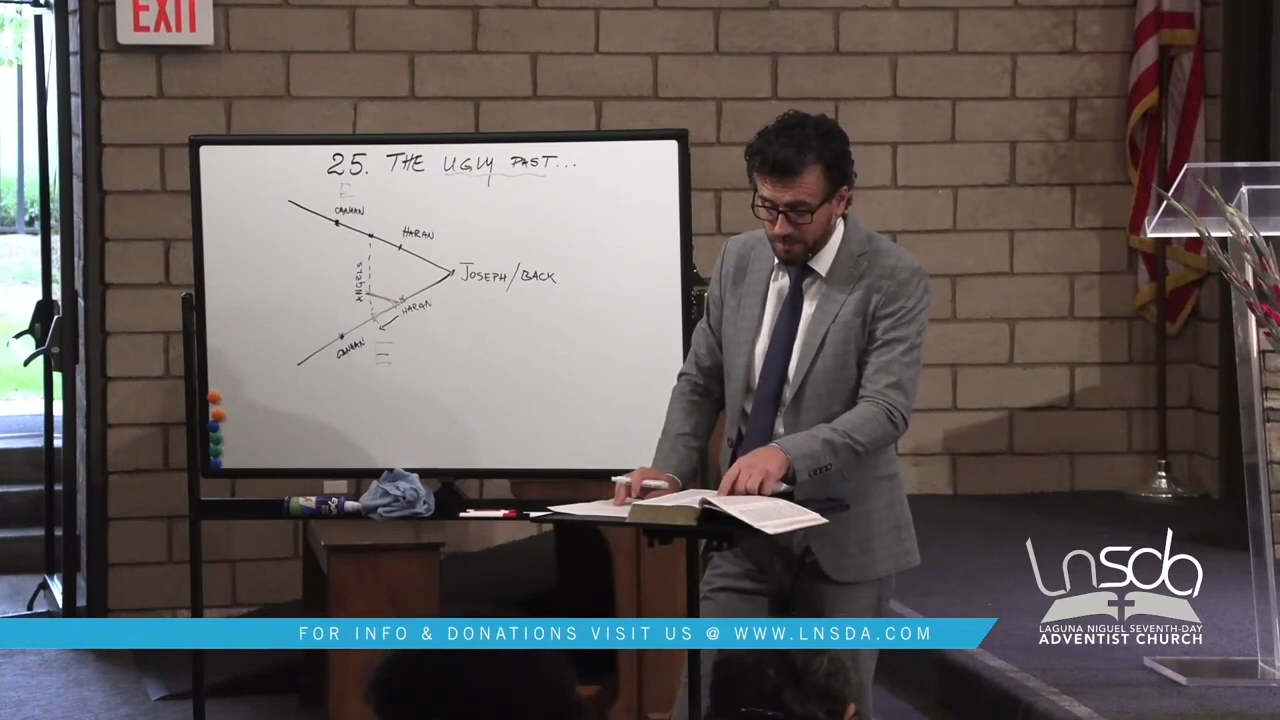 EXIT
25. THE UGLY PAST...
E
CANAAN
HARAN
JOSEPH/BACK
ANGELS
HARAN
CANAAN
FOR INFO & DONATIONS VISIT US @ WWW.LNSDA.COM
LnSDA
LAGUNA NIGUEL SEVENTH-DAY
ADVENTIST CHURCH